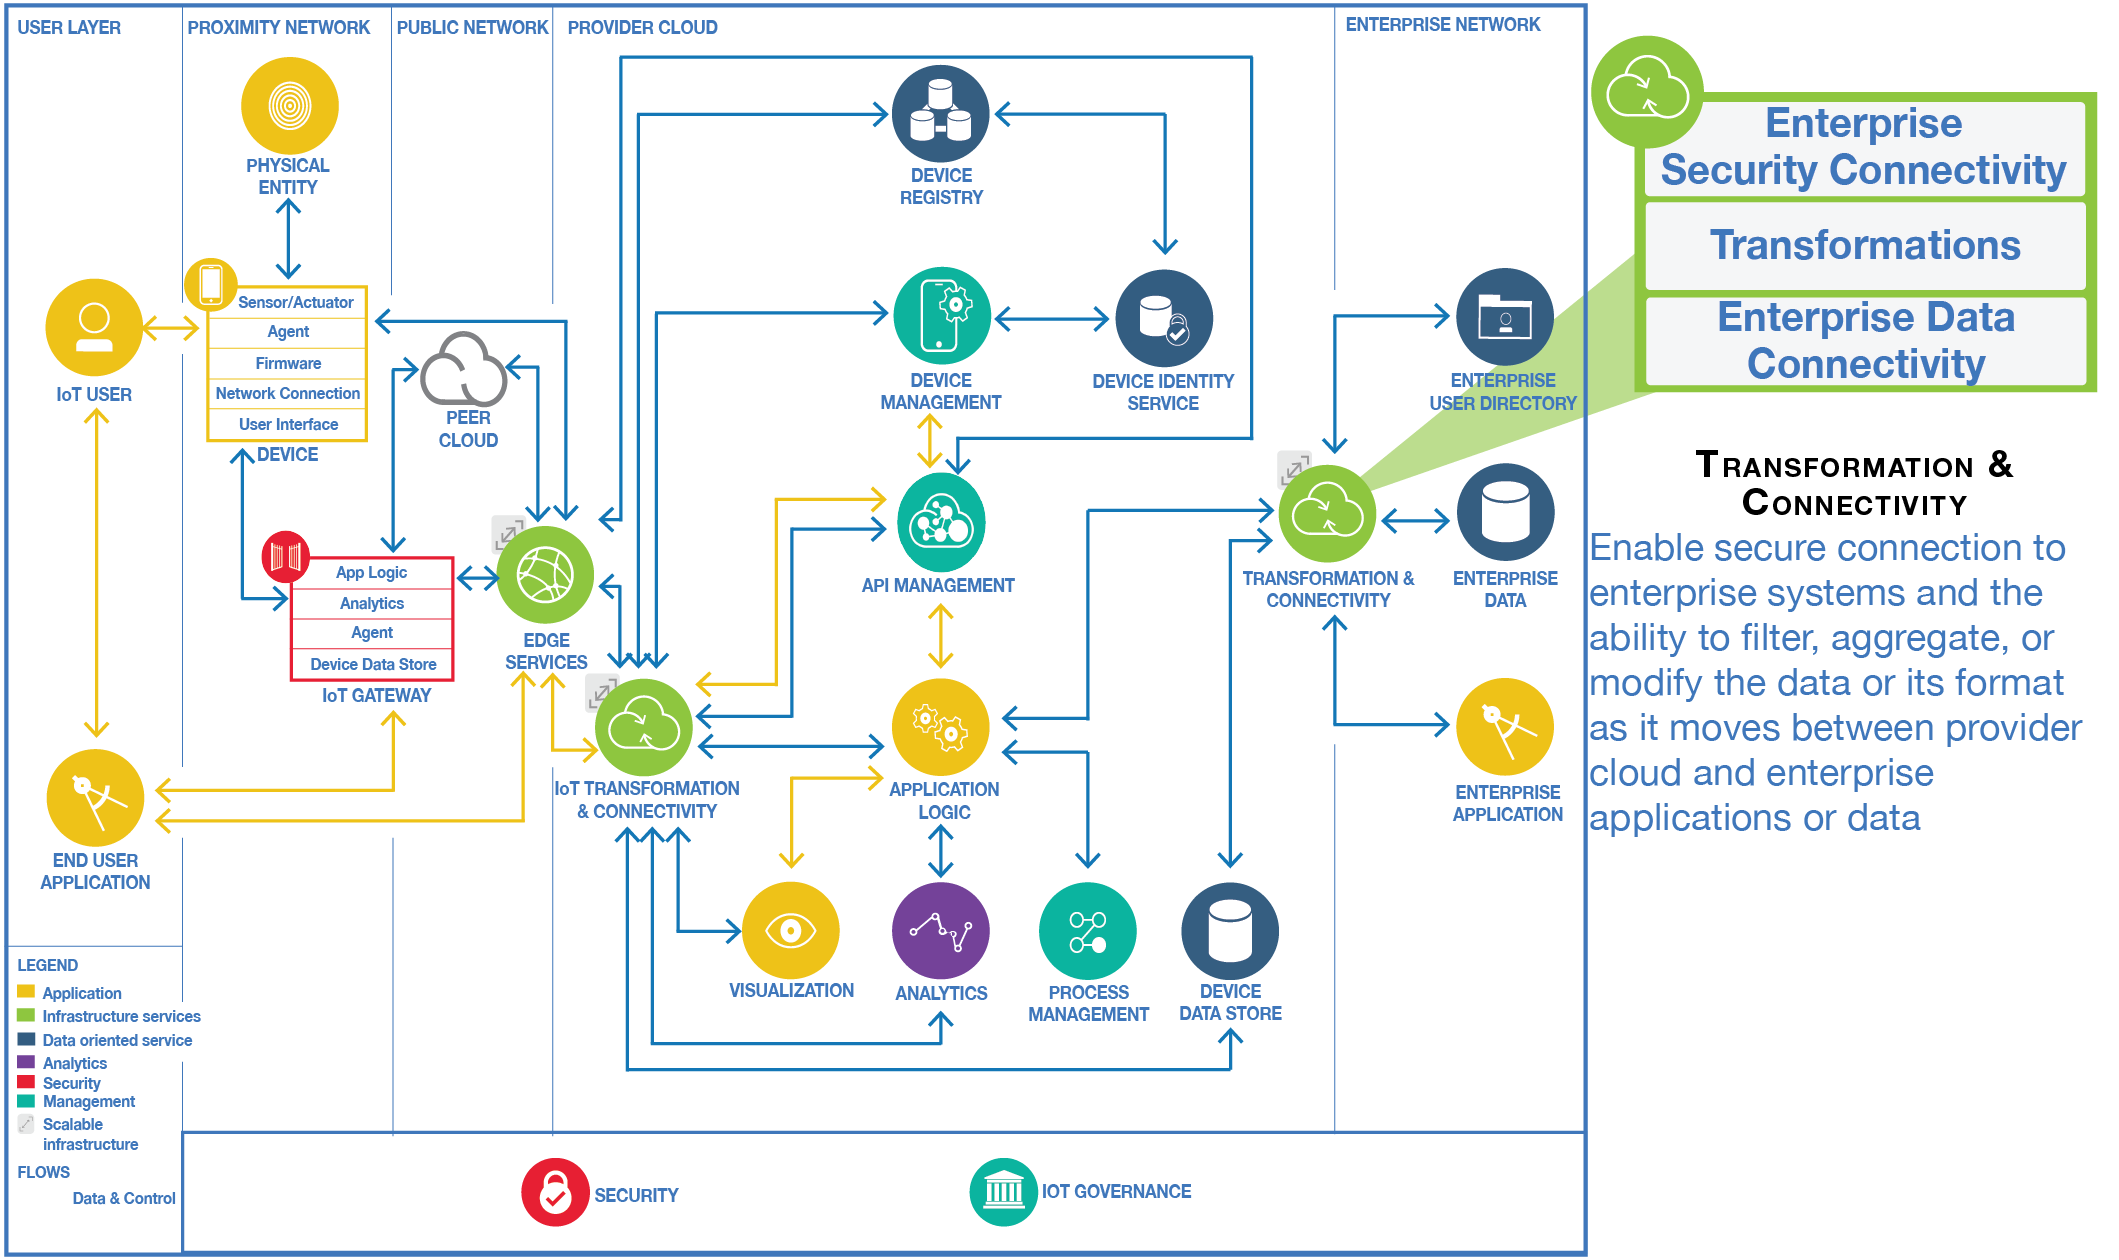 USER LAYER
PROXIMITY NETWORK
PUBLIC NETWORK
PROVIDER CLOUD
ENTERPRISE NETWORK
PHYSICAL
ENTITY
IoT USER
Sensor/Actuator
Agent
Firmware
Network Connection
User Interface
DEVICE
PEER
CLOUD
App Logic
Analytics
Agent
Device Data Store
IoT GATEWAY
END USER
APPLICATION
EDGE
SERVICES
IoT TRANSFORMATION
& CONNECTIVITY
DEVICE
REGISTRY
DEVICE
MANAGEMENT
DEVICE IDENTITY
SERVICE
API MANAGEMENT
APPLICATION
LOGIC
VISUALIZATION
ANALYTICS
PROCESS
MANAGEMENT
DEVICE
DATA STORE
TRANSFORMATION &
CONNECTIVITY
ENTERPRISE
USER DIRECTORY
ENTERPRISE
DATA
ENTERPRISE
APPLICATION
LEGEND
Application
Infrastructure services
Data oriented service
Analytics
Security
Management
Scalable
infrastructure
FLOWS
Data & Control
SECURITY
IOT GOVERNANCE
Enterprise
Security Connectivity
Transformations
Enterprise Data
Connectivity
TRANSFORMATION &
CONNECTIVITY
Enable secure connection to
enterprise systems and the
ability to filter, aggregate, or
modify the data or its format
as it moves between provider
cloud and enterprise
applications or data